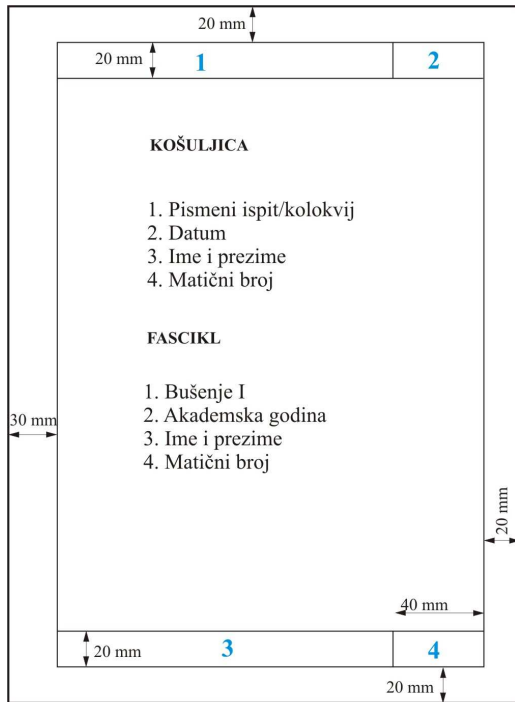 20 mm
20 mm
1
2
KOŠULJICA
1. Pismeni ispit/kolokvij
2. Datum
3. Ime i prezime
4. Matični broj
FASCIKL
1. Bušenje I
2. Akademska godina
3. Ime i prezime
4. Matični broj
30 mm
20 mm
40 mm
20 mm
3
4
20 mm